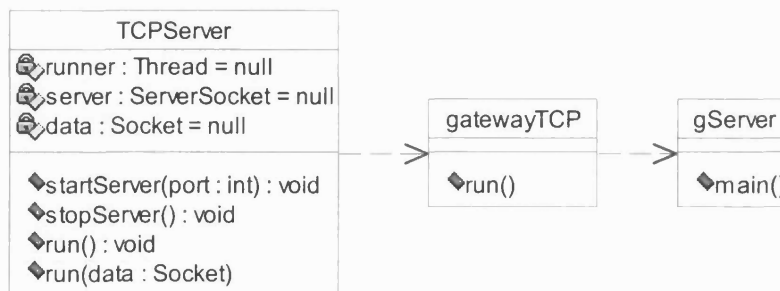 TCPServer
runner : Thread = null
server : ServerSocket = null
data : Socket = null
startServer(port : int) : void
stopServer() : void
run() : void
run(data : Socket)
gatewayTCP
run()
gServer
main()